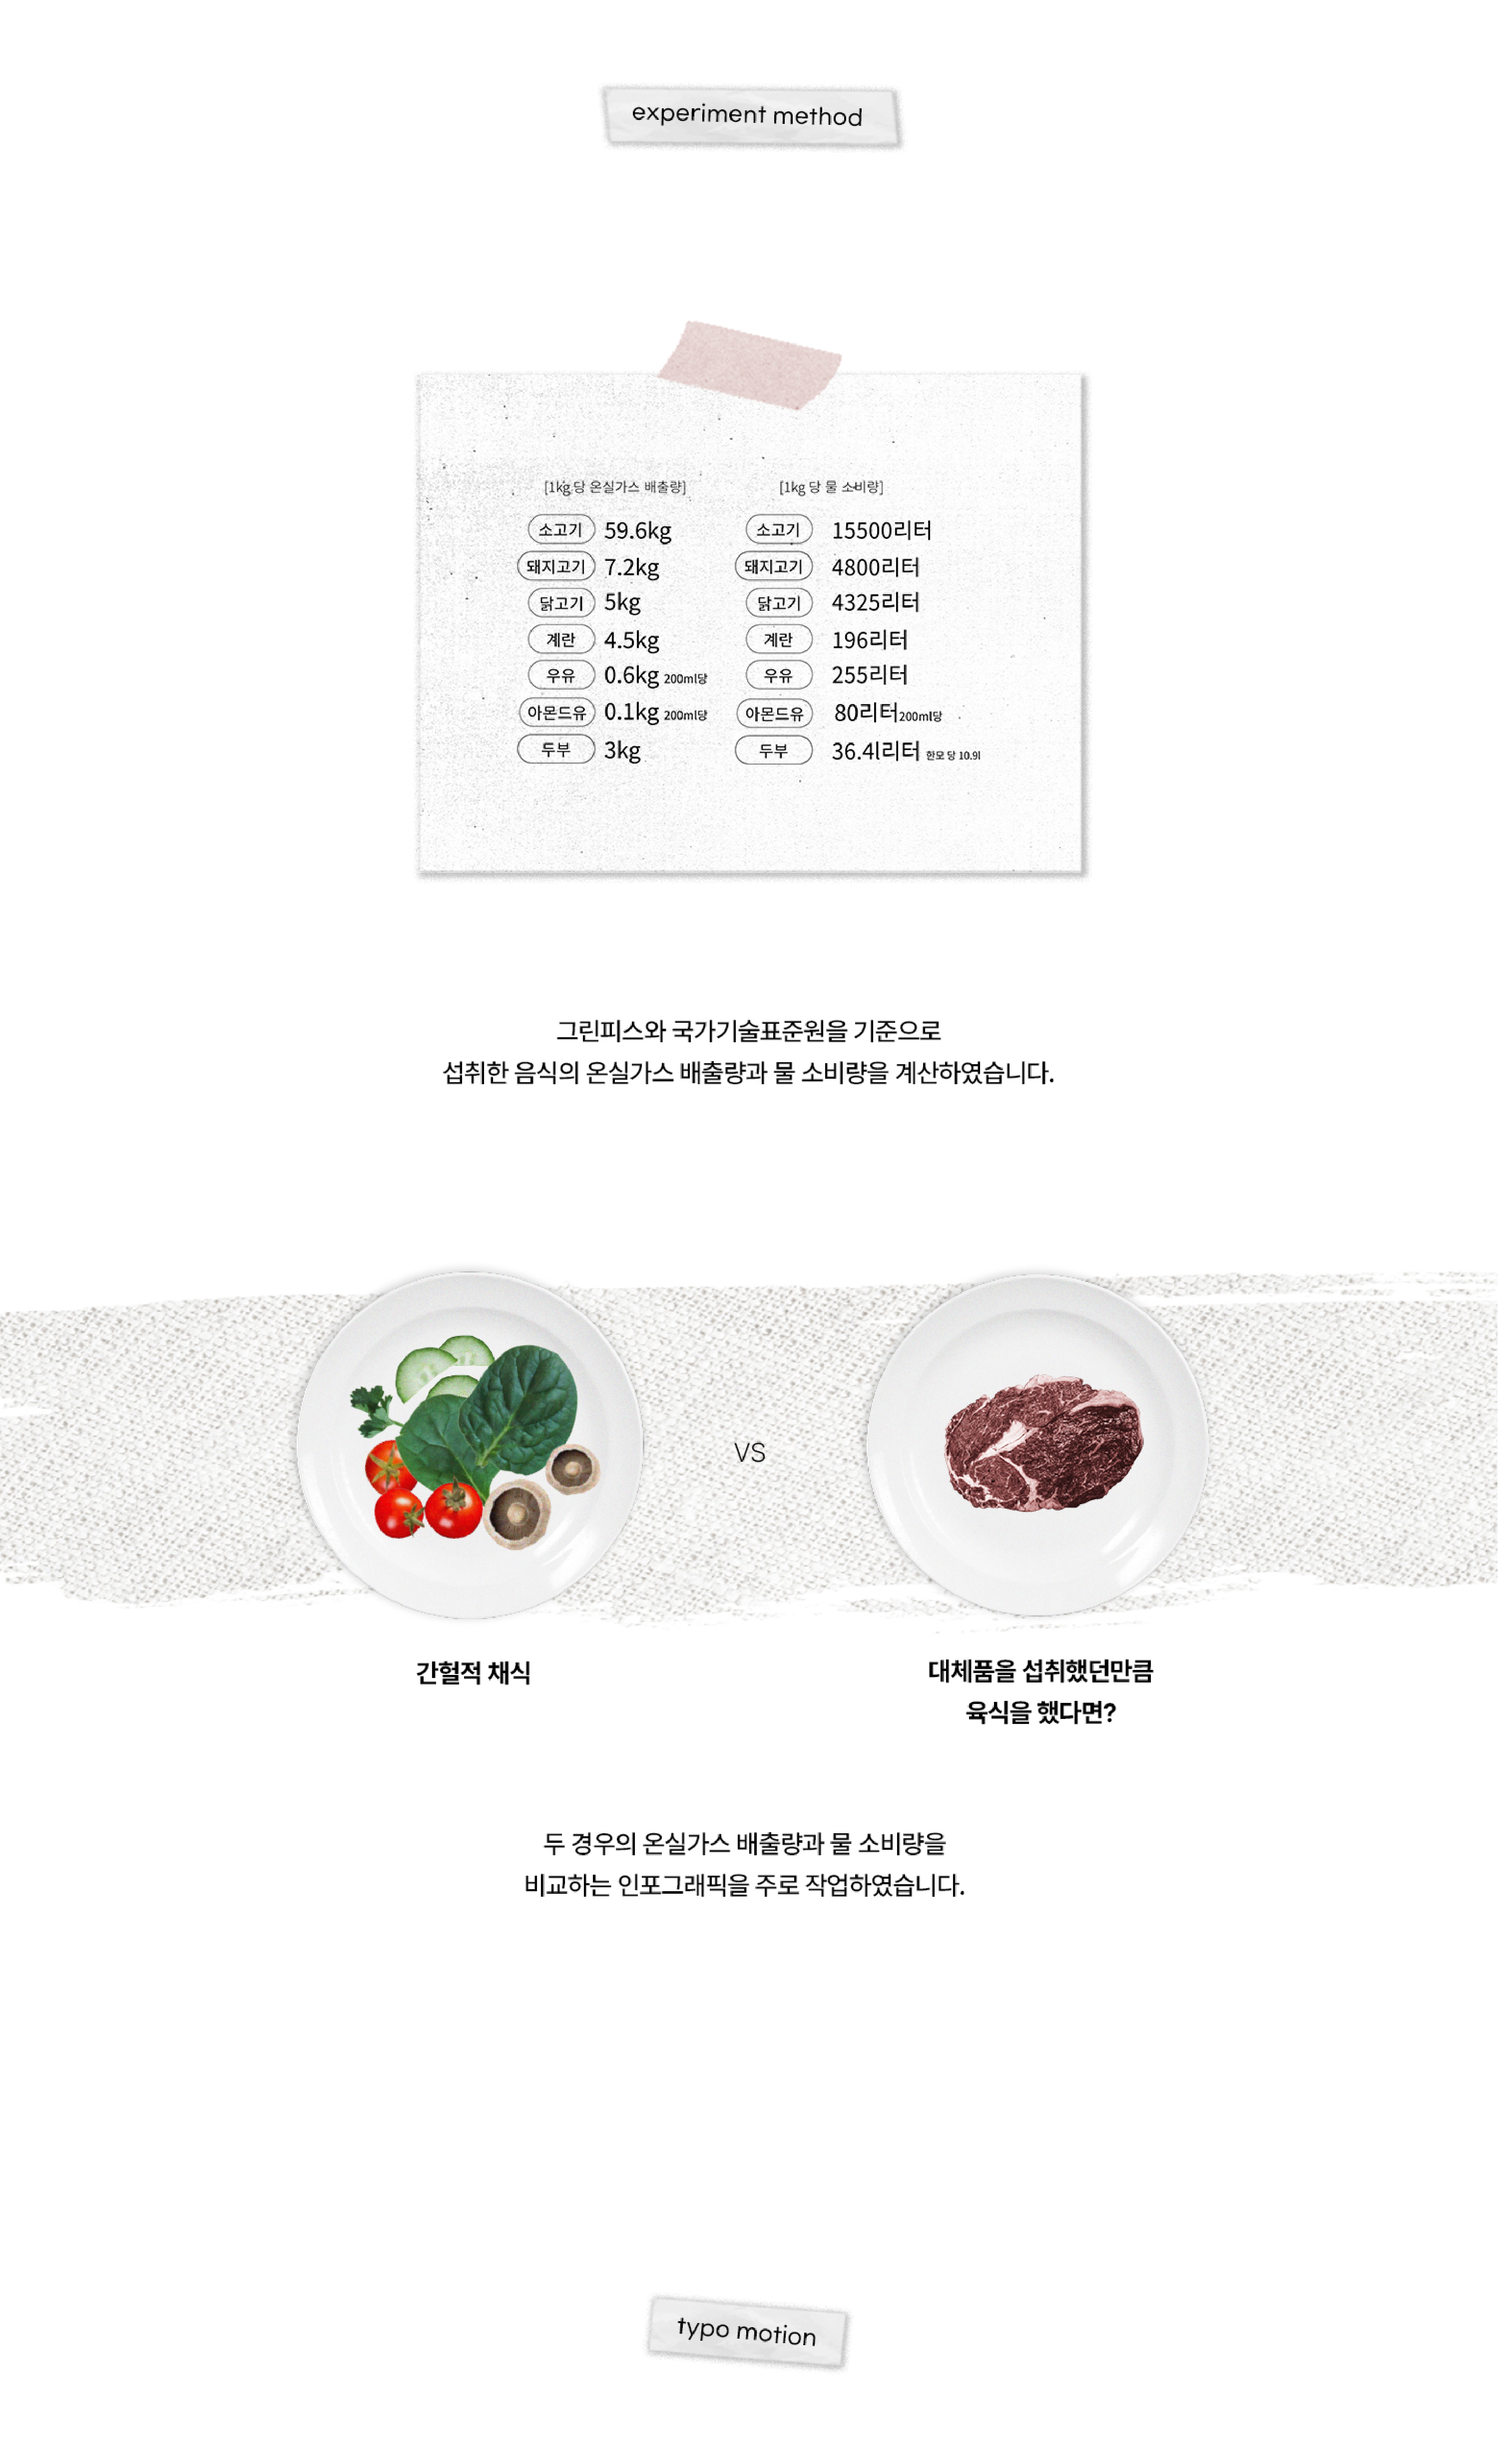 experiment method
[1kg당 온실가스 배출량]
소고기 59.6kg
돼지고기 7.2kg
닭고기 5kg
계란 4.5kg
우유 0.6kg 200ml당
아몬드유 0.1kg 200ml당
두부 3kg
[1kg 당 물 소비량]
소고기 15500리터
돼지고기 4800리터
닭고기 4325리터
계란 196리터
우유 255리터
아몬드유 80리터200ml당
두부 36.4l리터 한모 당 10.9l
그린피스와 국가기술표준원을 기준으로
섭취한 음식의 온실가스 배출량과 물 소비량을 계산하였습니다.
VS
간헐적 채식
대체품을 섭취했던만큼
육식을 했다면?
두 경우의 온실가스 배출량과 물 소비량을
비교하는 인포그래픽을 주로 작업하였습니다.
typo motion